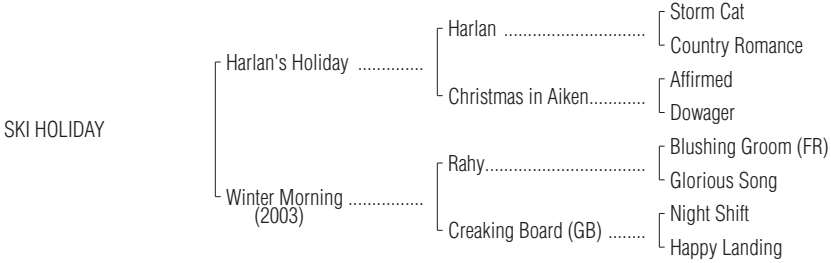 Storm Cat
Harlan ..............................
Country Romance
Harlan's Holiday ..............
Affirmed
Christmas in Aiken............
Dowager
SKI HOLIDAY
Blushing Groom (FR)
Rahy..................................
Glorious Song
Winter Morning ................
(2003)
Night Shift
Creaking Board (GB) ........
Happy Landing